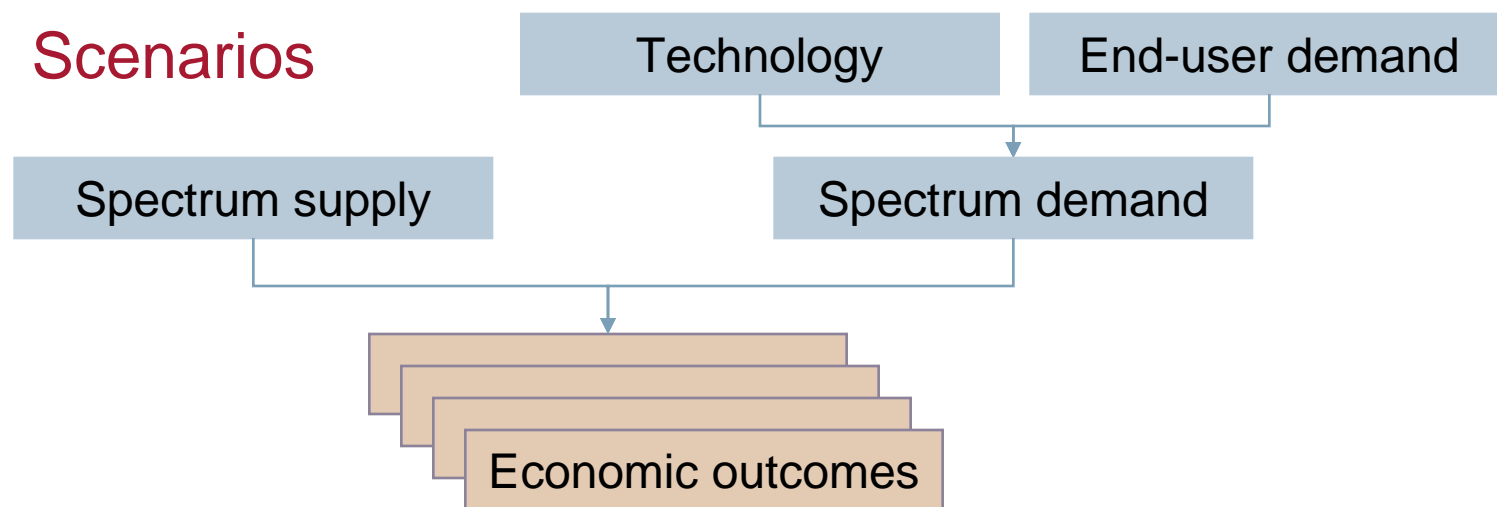 Scenarios
Technology
End-user demand
Spectrum supply
Spectrum demand
Economic outcomes